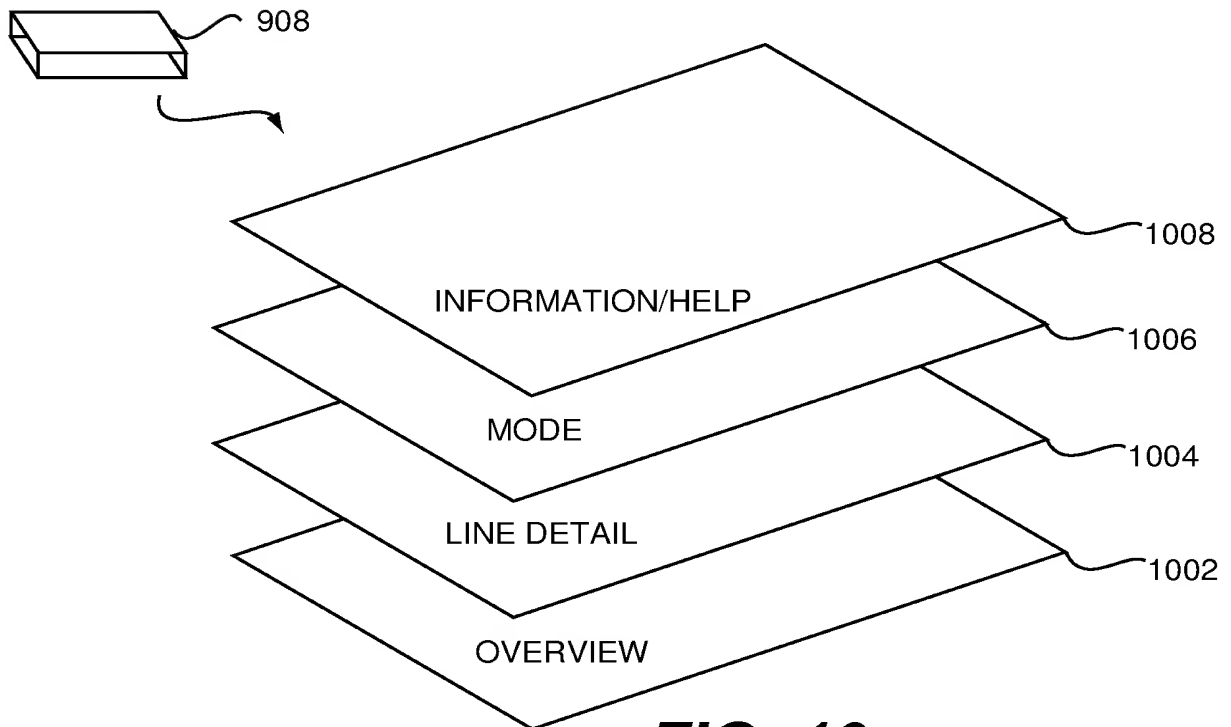 908
1008
INFORMATION/HELP
1006
MODE
1004
LINE DETAIL
1002
OVERVIEW